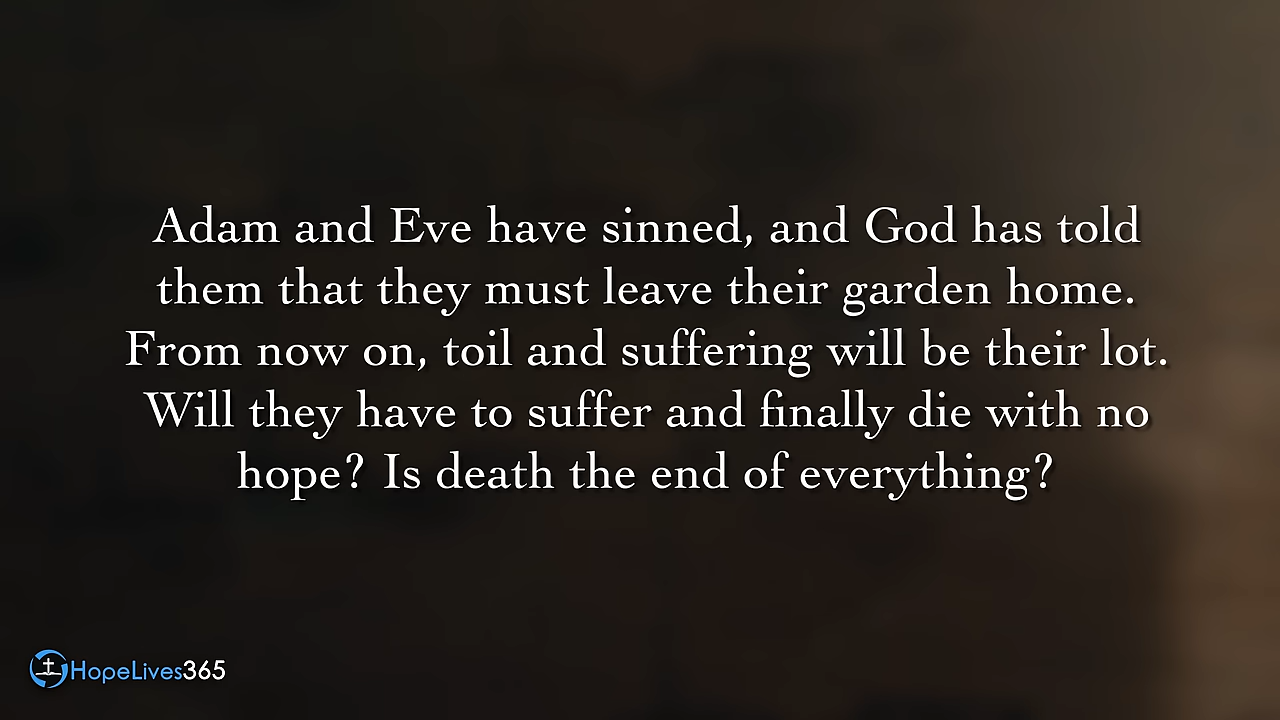 Adam and Eve have sinned, and God has told
them that they must leave their garden home.
From now on, toil and suffering will be their lot.
Will they have to suffer and finally die with no
hope? Is death the end of everything?
HopeLives365